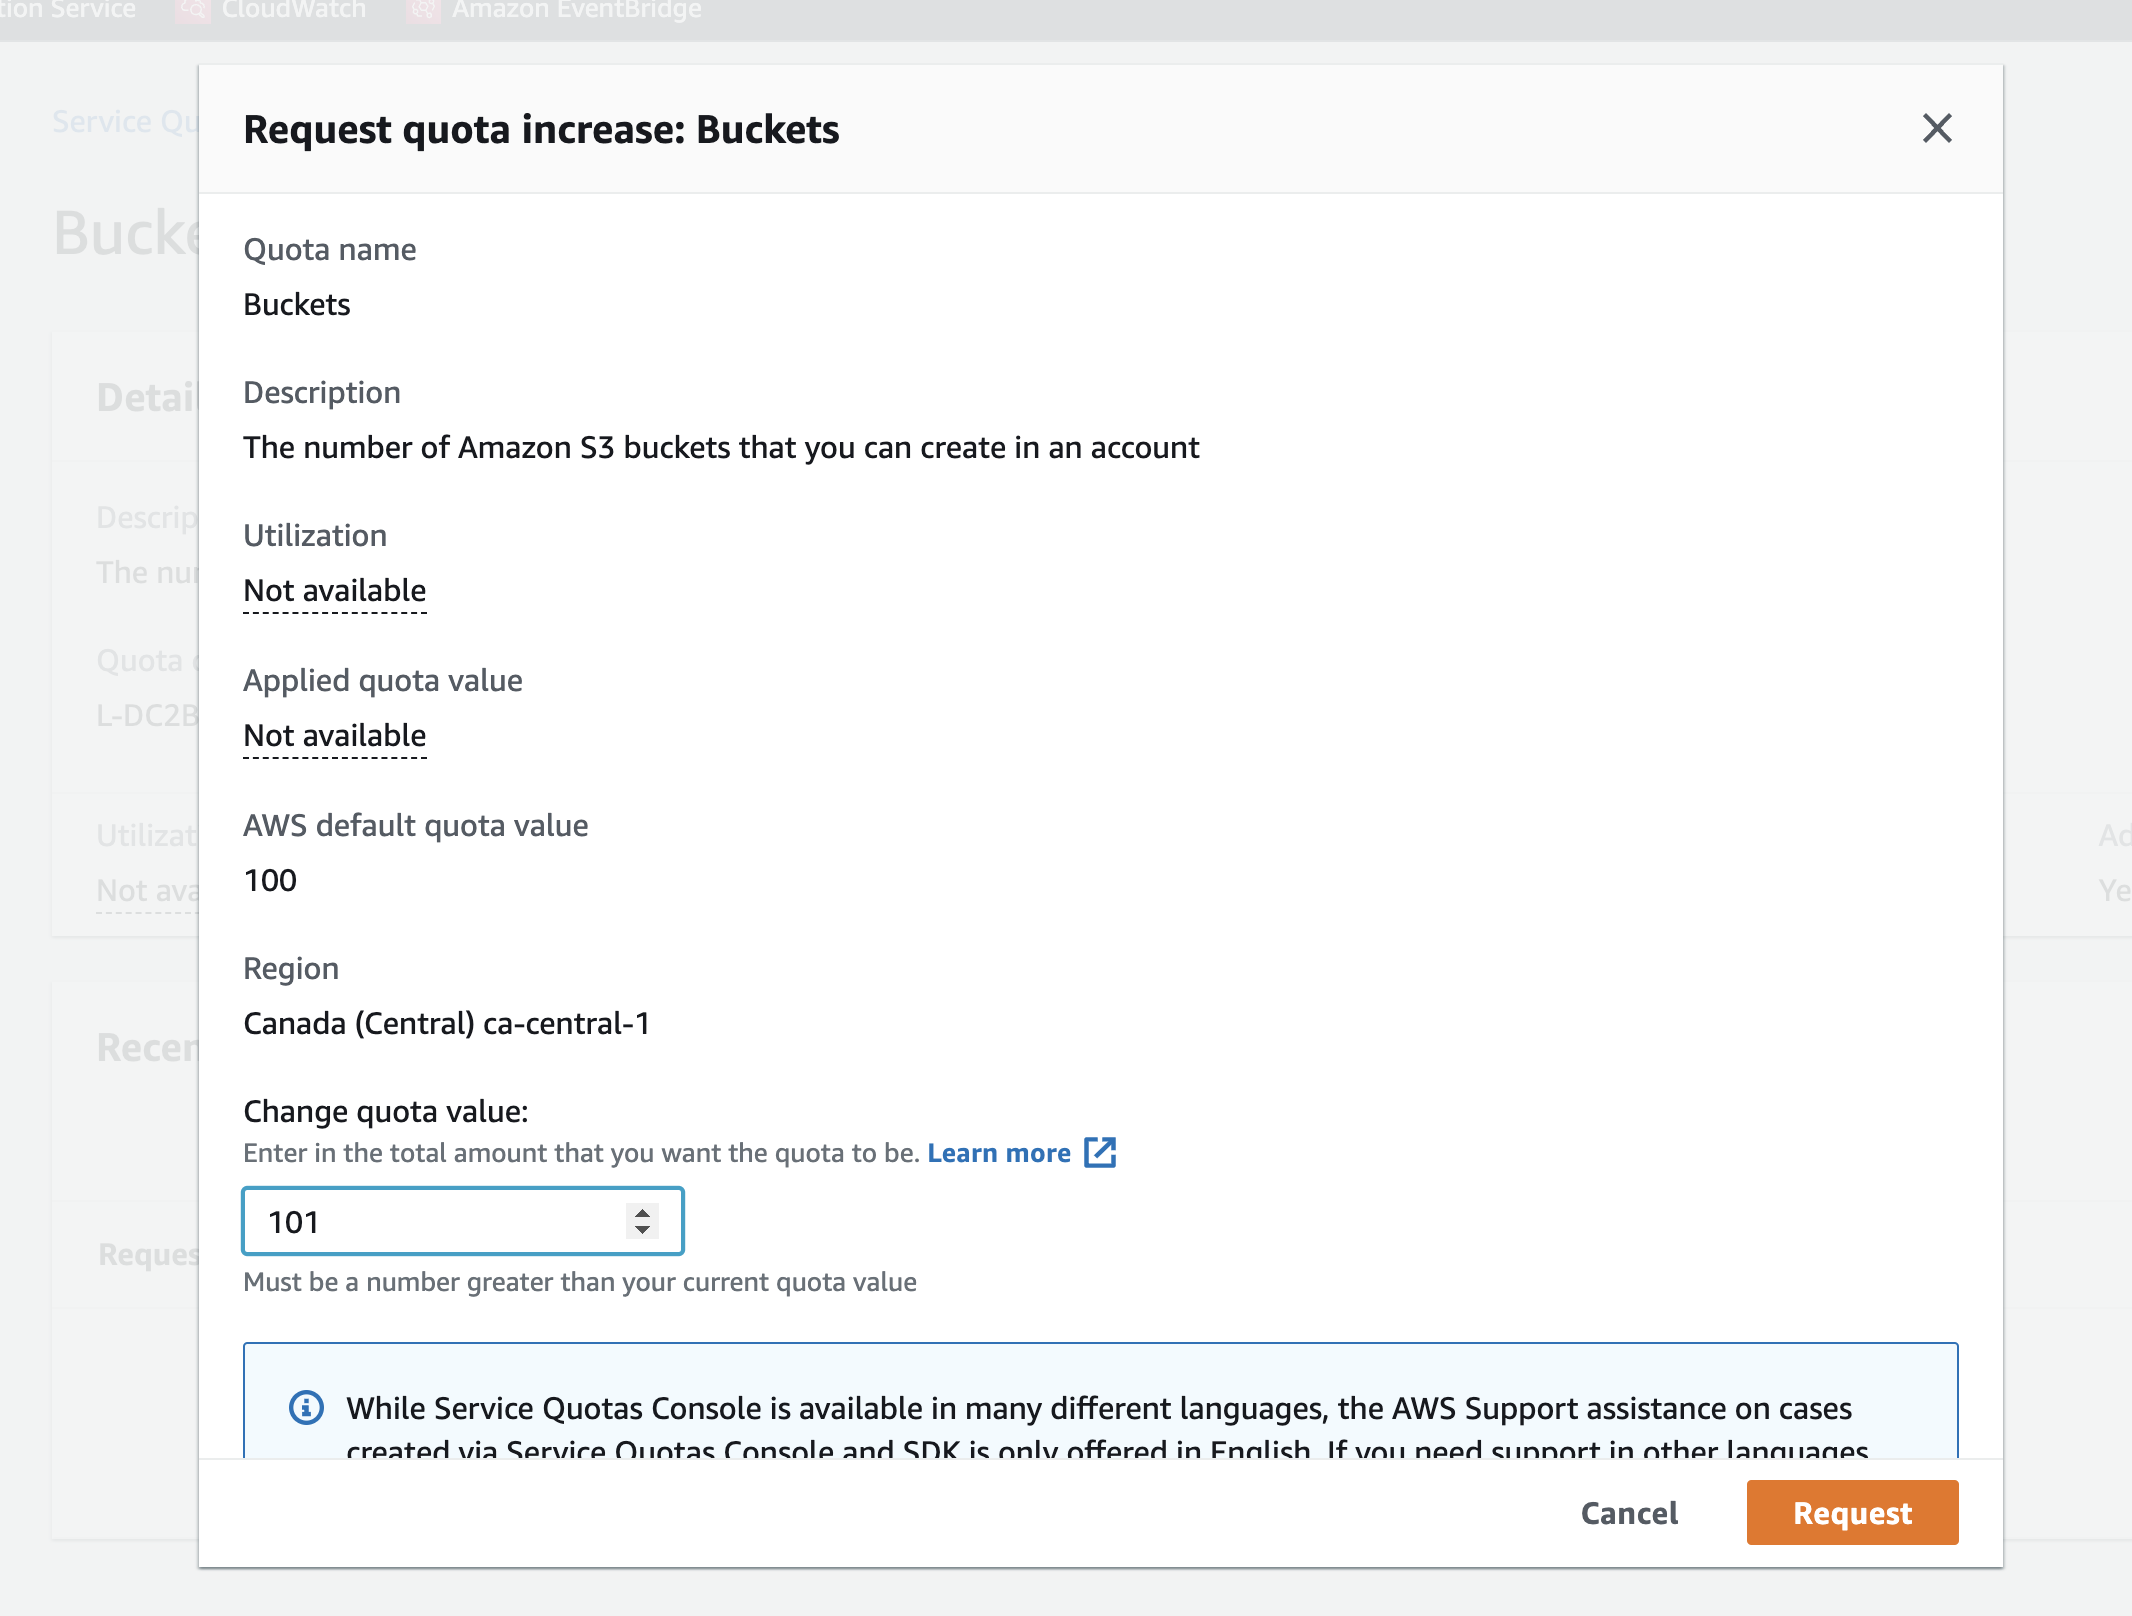 tion Service CloudWatch Amazon EventBridge
Service Qu
Request quota increase: Buckets
Bucke
Quota name
Buckets
Detail
Description
The number of Amazon S3 buckets that you can create in an account
Descrip
Utilization
The nur
Not available
Quota
Applied quota value
L-DC2B
Not available
AWS default quota value
Utilizat
Ad
100
Not ava
Ye
Region
Canada (Central) ca-central-1
Recen
Change quota value:
Enter in the total amount that you want the quota to be. Learn more
101
Reques
Must be a number greater than your current quota value
While Service Quotas Console is available in many different languages, the AWS Support assistance on cases
created via Service Quotas Console and SDK is only offered in English. If you need support in other languages
Cancel Request